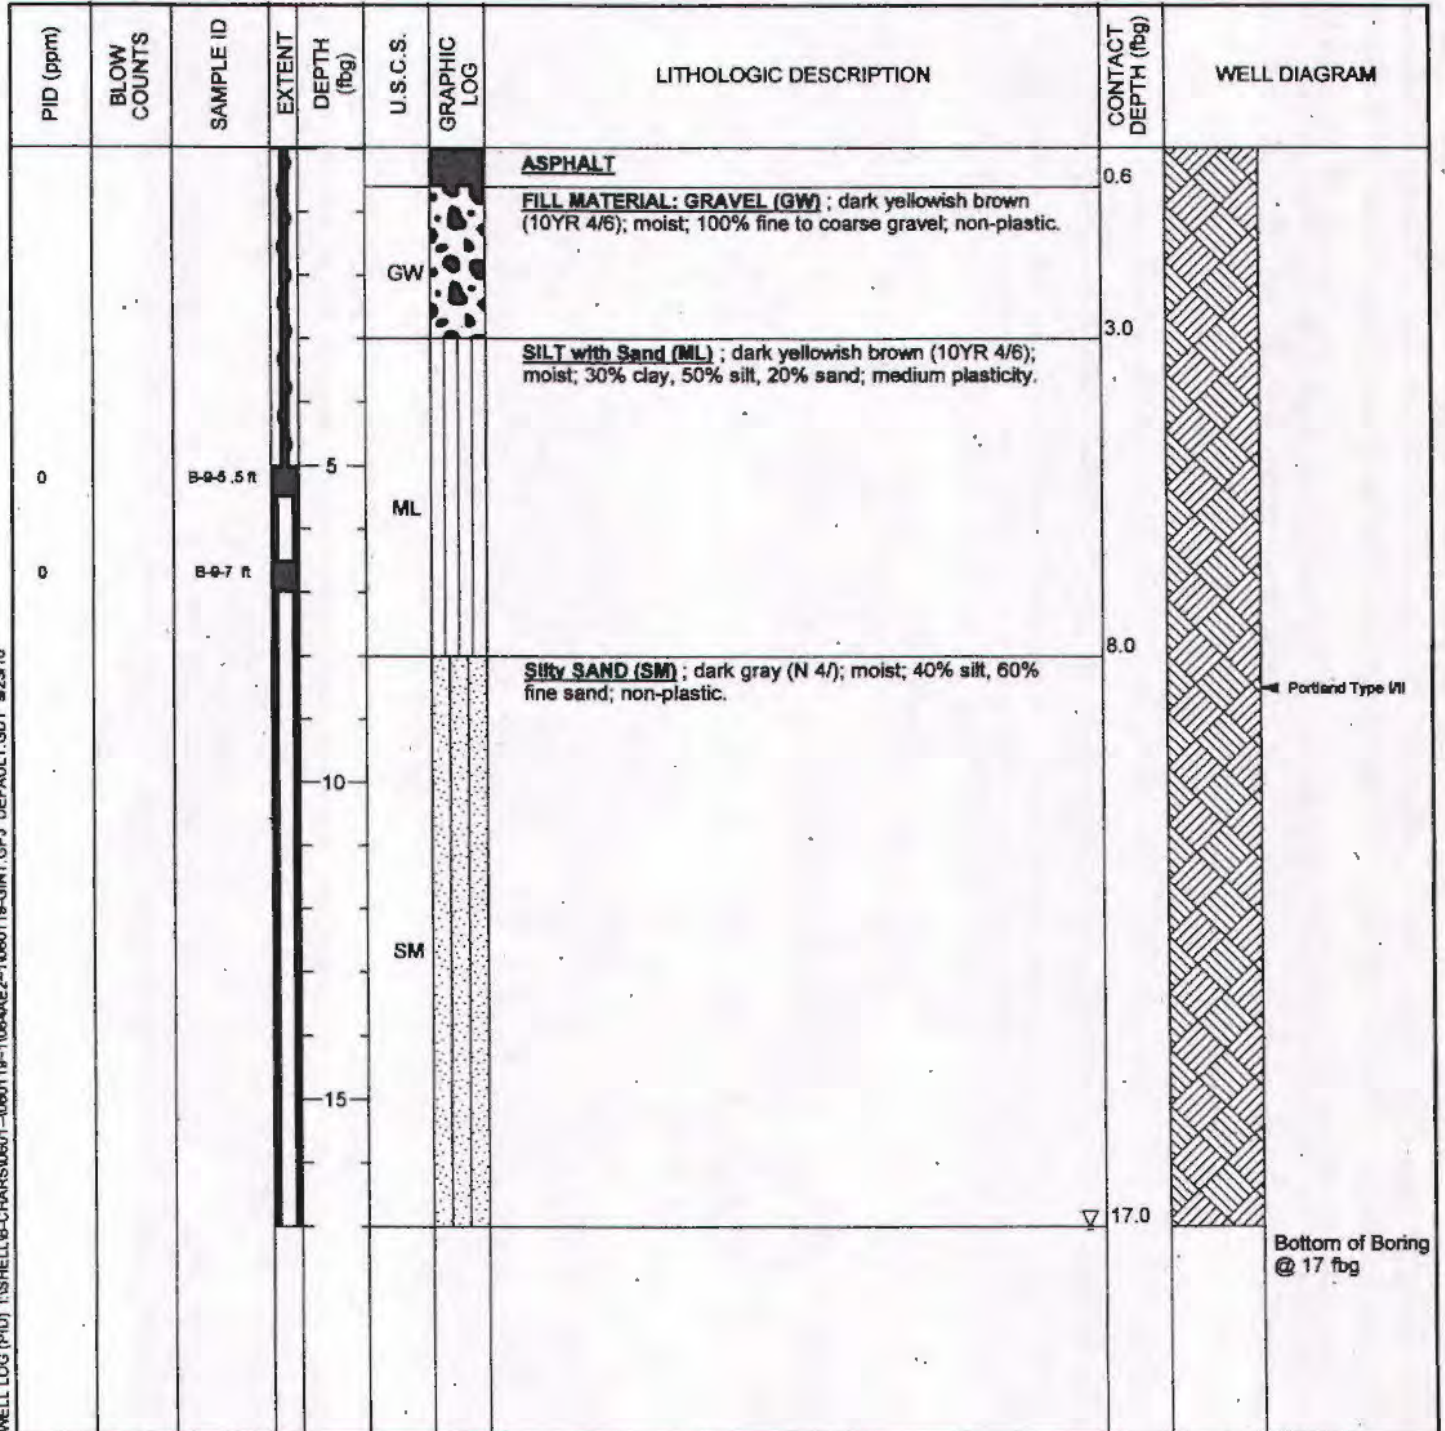 PID (ppm)
BLOW
COUNTS
SAMPLE ID
EXTENT
DEPTH
(fbg)
U.S.C.S.
GRAPHIC
LOG
LITHOLOGIC DESCRIPTION
CONTACT
DEPTH (fbg)
WELL DIAGRAM
ASPHALT
0.6
FILL MATERIAL: GRAVEL (GW) ; dark yellowish brown
(10YR 4/6); moist; 100% fine to coarse gravel; non-plastic.
GW
3.0
SILT with Sand (ML) ; dark yellowish brown (10YR 4/6);
moist; 30% clay, 50% silt, 20% sand; medium plasticity.
5
0
B-9-5 .5 ft
ML
0
B-9-7 ft
8.0
Silty SAND (SM) ; dark gray (N 4/); moist; 40% silt, 60%
fine sand; non-plastic.
Portland Type I/II
10
SM
15
17.0
Bottom of Boring
@ 17 fbg
WELL LOG (PID)